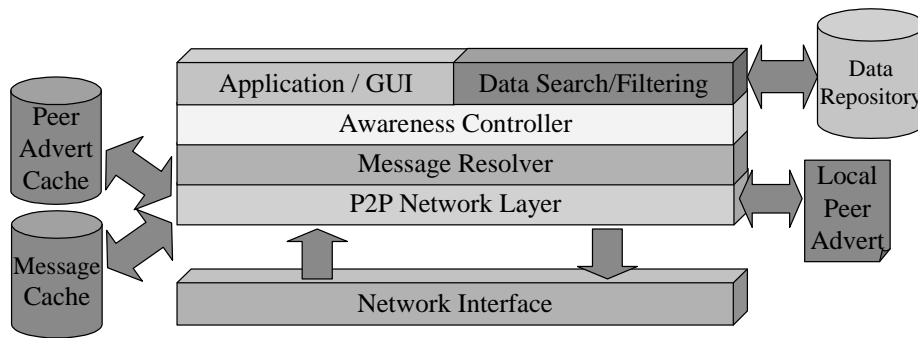 Application / GUI
Data Search/Filtering
Data
Repository
Peer
Advert
Cache
Awareness Controller
Message Resolver
P2P Network Layer
Local
Peer
Advert
Message
Cache
Network Interface